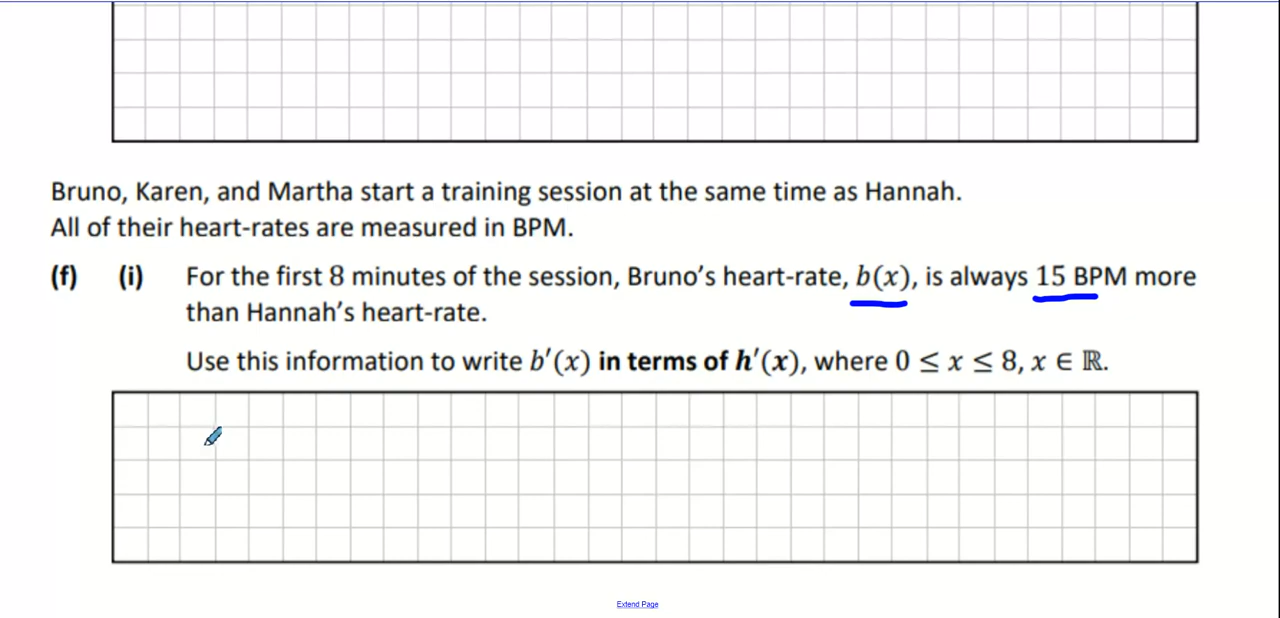 Bruno, Karen, and Martha start a training session at the same time as Hannah.
All of their heart-rates are measured in BPM.
(f) (i) For the first 8 minutes of the session, Bruno’s heart-rate, b(x), is always 15 BPM more
than Hannah’s heart-rate.
Use this information to write b′(x) in terms of h′(x), where 0 ≤ x ≤ 8, x ∈ ℝ.
Extend Page